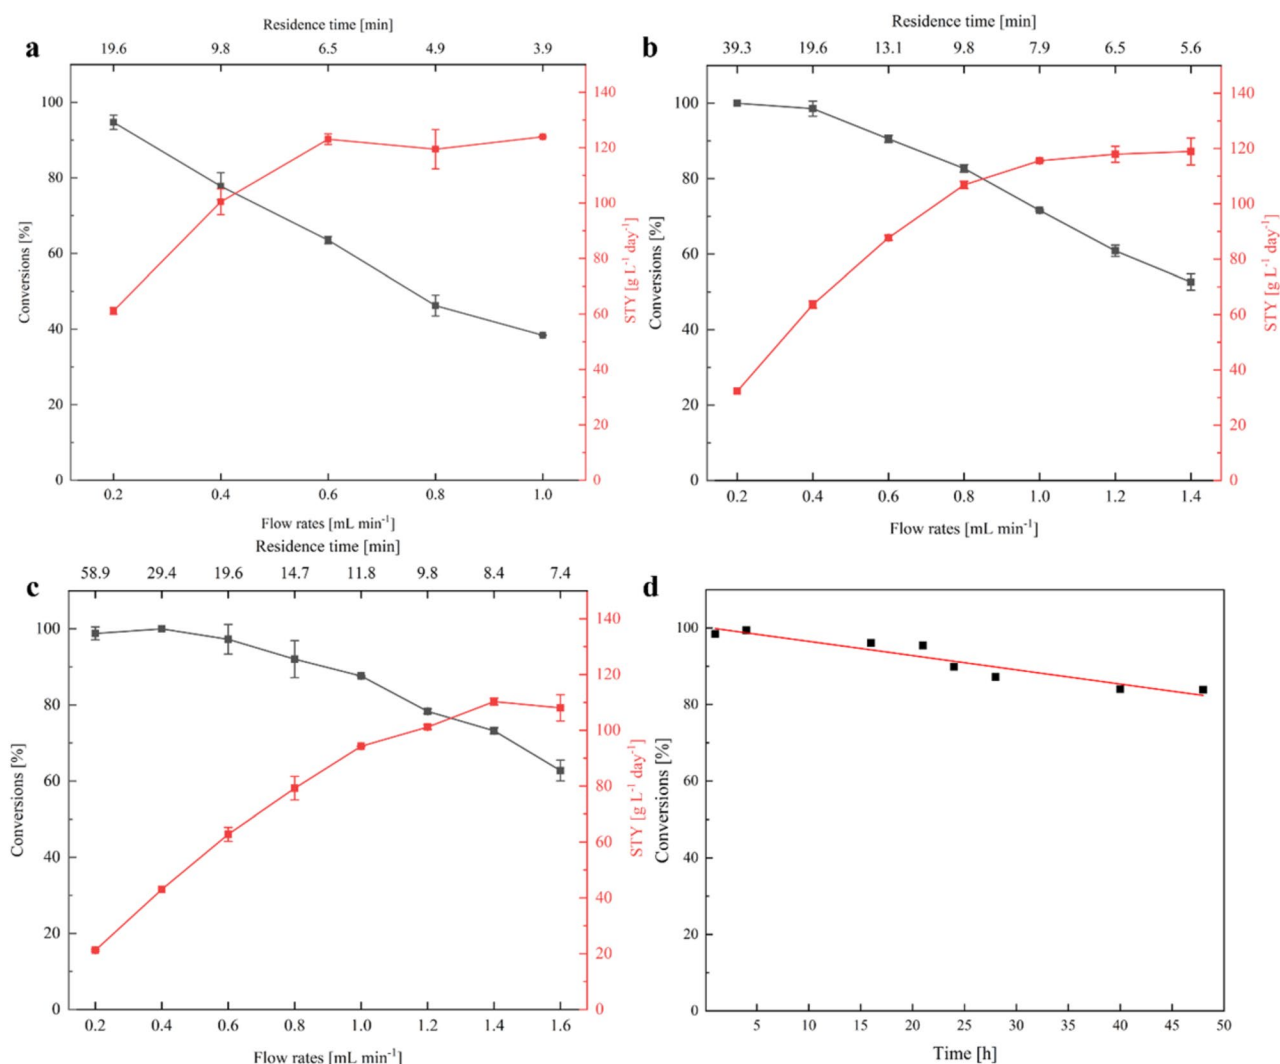 a
Residence time [min]
19.6 9.8 6.5 4.9 3.9
Conversions [%]
100
80
60
40
20
0
STY [g L⁻¹ day⁻¹]
140
120
100
80
60
40
20
0
0.2 0.4 0.6 0.8 1.0
Flow rates [mL min⁻¹]
b
Residence time [min]
39.3 19.6 13.1 9.8 7.9 6.5 5.6
Conversions [%]
100
80
60
40
20
0
STY [g L⁻¹ day⁻¹]
140
120
100
80
60
40
20
0
0.2 0.4 0.6 0.8 1.0 1.2 1.4
Flow rates [mL min⁻¹]
c
Residence time [min]
58.9 29.4 19.6 14.7 11.8 9.8 8.4 7.4
Conversions [%]
100
80
60
40
20
0
STY [g L⁻¹ day⁻¹]
140
120
100
80
60
40
20
0
0.2 0.4 0.6 0.8 1.0 1.2 1.4 1.6
Flow rates [mL min⁻¹]
d
Conversions [%]
100
80
60
40
20
0
5 10 15 20 25 30 35 40 45 50
Time [h]